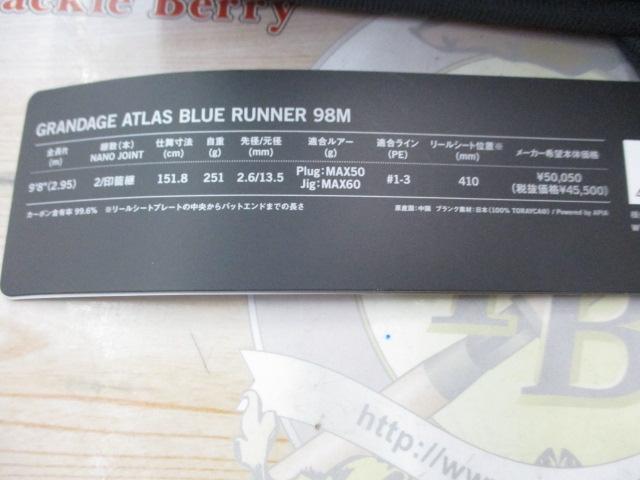 ackle Berry
GRANDAGE ATLAS BLUE RUNNER 98M
全長ft (m) 継数(本) NANO JOINT 仕舞寸法 (cm) 自重 (g) 先径/元径 (mm) 適合ルアー (g) 適合ライン (PE) リールシート位置※ (mm) メーカー希望本体価格
9'8"(2.95) 2/印籠継 151.8 251 2.6/13.5 Plug:MAX50 Jig:MAX60 #1-3 410 ¥50,050 (税抜価格¥45,500)
カーボン含有率 99.6% ※リールシートプレートの中央からバットエンドまでの長さ 原産国:中国 ブランク素材:日本(100% TORAYCA®) / Powered by APIA
B
http://www.